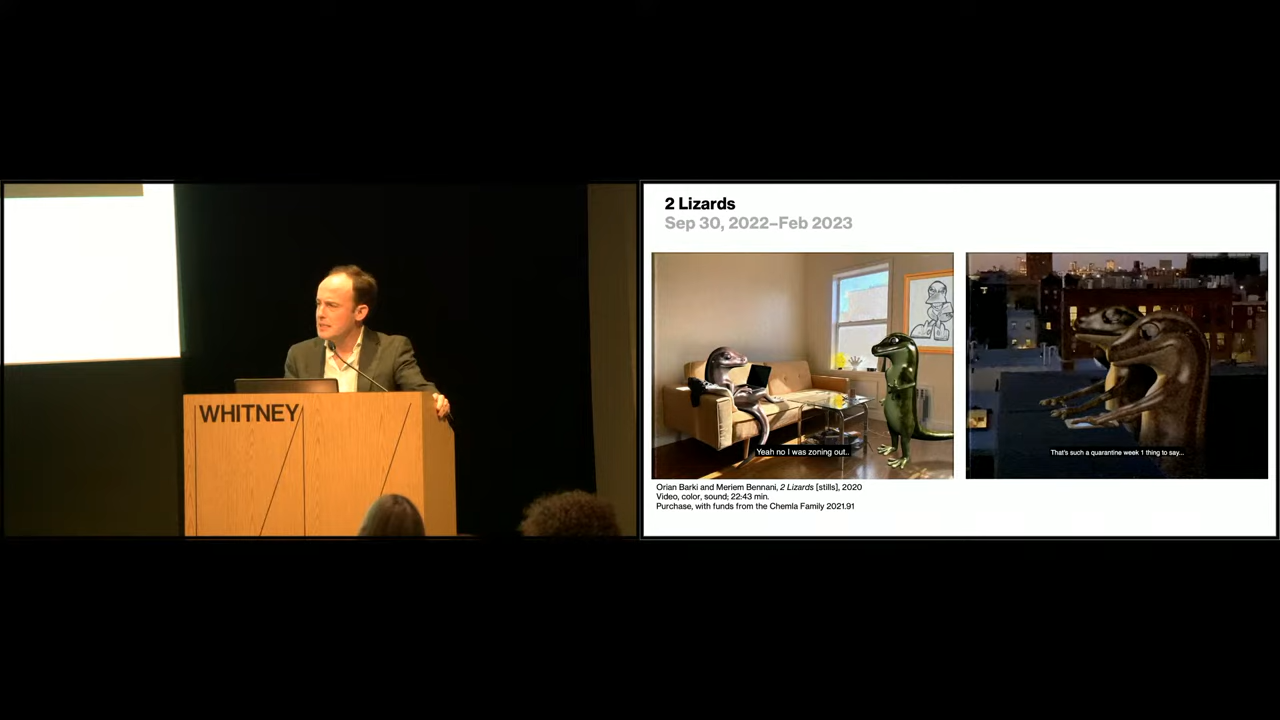 WHITNEY
2 Lizards
Sep 30, 2022–Feb 2023
Yeah no I was zoning out..
That's such a quarantine week 1 thing to say...
Orian Barki and Meriem Bennani, 2 Lizards [stills], 2020
Video, color, sound; 22:43 min.
Purchase, with funds from the Chemla Family 2021.91